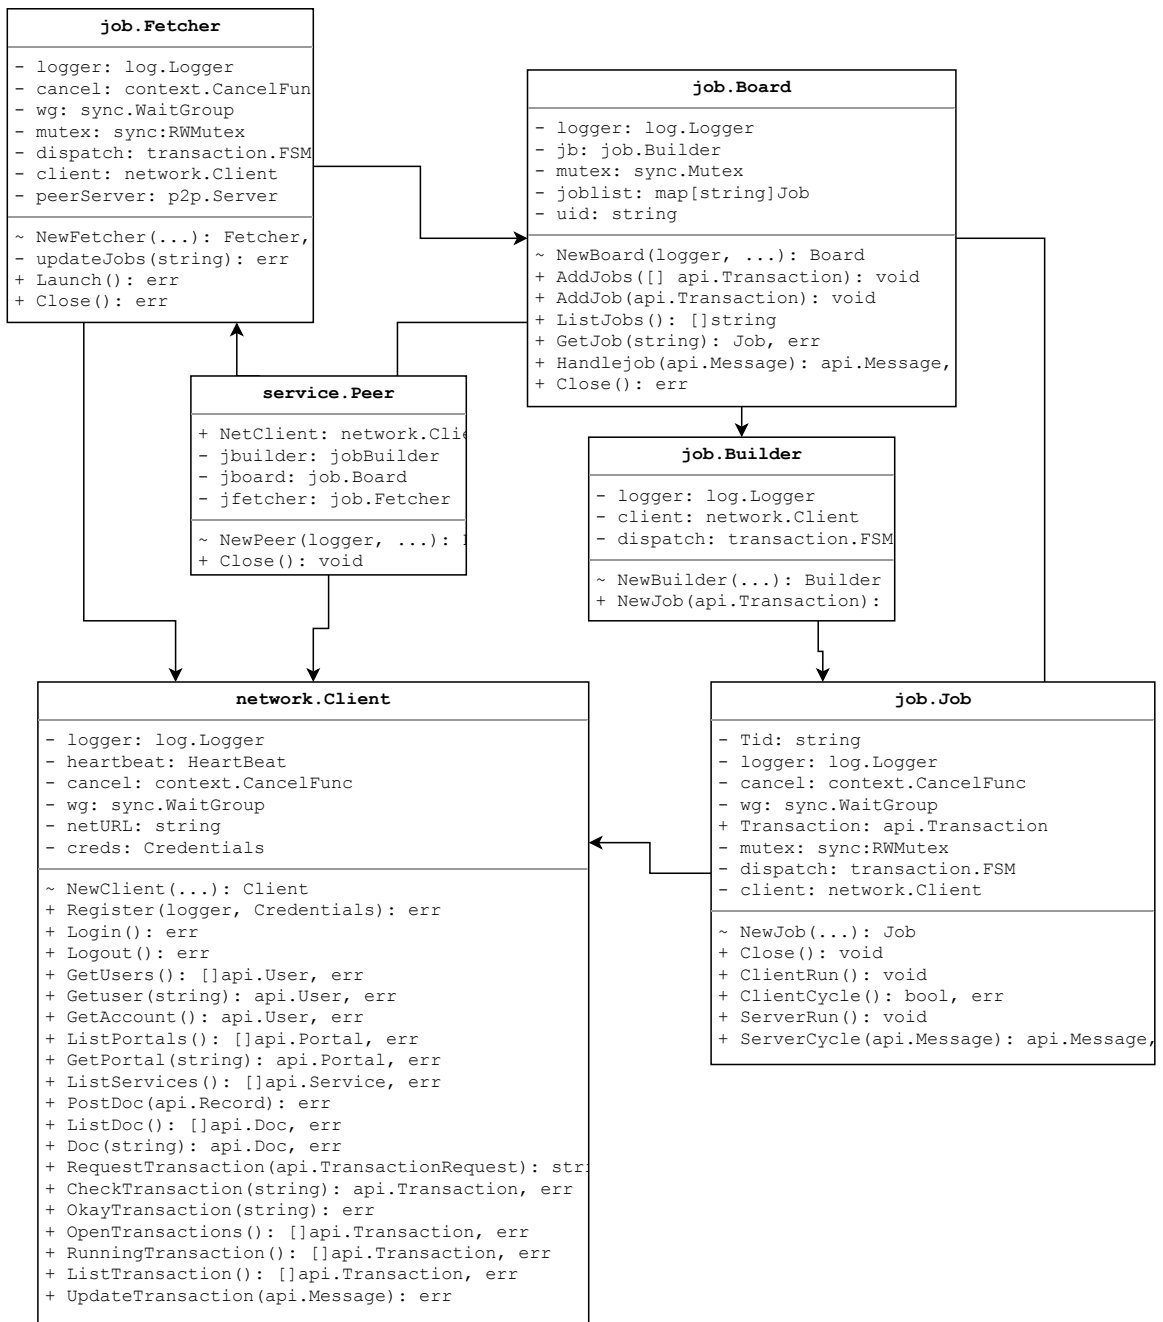 job.Fetcher
- logger: log.Logger
- cancel: context.CancelFun
- wg: sync.WaitGroup
- mutex: sync:RWMutex
- dispatch: transaction.FSM
- client: network.Client
- peerServer: p2p.Server
~ NewFetcher(...): Fetcher,
- updateJobs(string): err
+ Launch(): err
+ Close(): err
job.Board
- logger: log.Logger
- jb: job.Builder
- mutex: sync.Mutex
- joblist: map[string]Job
- uid: string
~ NewBoard(logger, ...): Board
+ AddJobs([] api.Transaction): void
+ AddJob(api.Transaction): void
+ ListJobs(): []string
+ GetJob(string): Job, err
+ Handlejob(api.Message): api.Message,
+ Close(): err
service.Peer
+ NetClient: network.Clie
- jbuilder: jobBuilder
- jboard: job.Board
- jfetcher: job.Fetcher
~ NewPeer(logger, ...):
+ Close(): void
job.Builder
- logger: log.Logger
- client: network.Client
- dispatch: transaction.FSM
~ NewBuilder(...): Builder
+ NewJob(api.Transaction):
network.Client
- logger: log.Logger
- heartbeat: HeartBeat
- cancel: context.CancelFunc
- wg: sync.WaitGroup
- netURL: string
- creds: Credentials
~ NewClient(...): Client
+ Register(logger, Credentials): err
+ Login(): err
+ Logout(): err
+ GetUsers(): []api.User, err
+ Getuser(string): api.User, err
+ GetAccount(): api.User, err
+ ListPortals(): []api.Portal, err
+ GetPortal(string): api.Portal, err
+ ListServices(): []api.Service, err
+ PostDoc(api.Record): err
+ ListDoc(): []api.Doc, err
+ Doc(string): api.Doc, err
+ RequestTransaction(api.TransactionRequest): stri
+ CheckTransaction(string): api.Transaction, err
+ OkayTransaction(string): err
+ OpenTransactions(): []api.Transaction, err
+ RunningTransaction(): []api.Transaction, err
+ ListTransaction(): []api.Transaction, err
+ UpdateTransaction(api.Message): err
job.Job
- Tid: string
- logger: log.Logger
- cancel: context.CancelFunc
- wg: sync.WaitGroup
+ Transaction: api.Transaction
- mutex: sync:RWMutex
- dispatch: transaction.FSM
- client: network.Client
~ NewJob(...): Job
+ Close(): void
+ ClientRun(): void
+ ClientCycle(): bool, err
+ ServerRun(): void
+ ServerCycle(api.Message): api.Message,